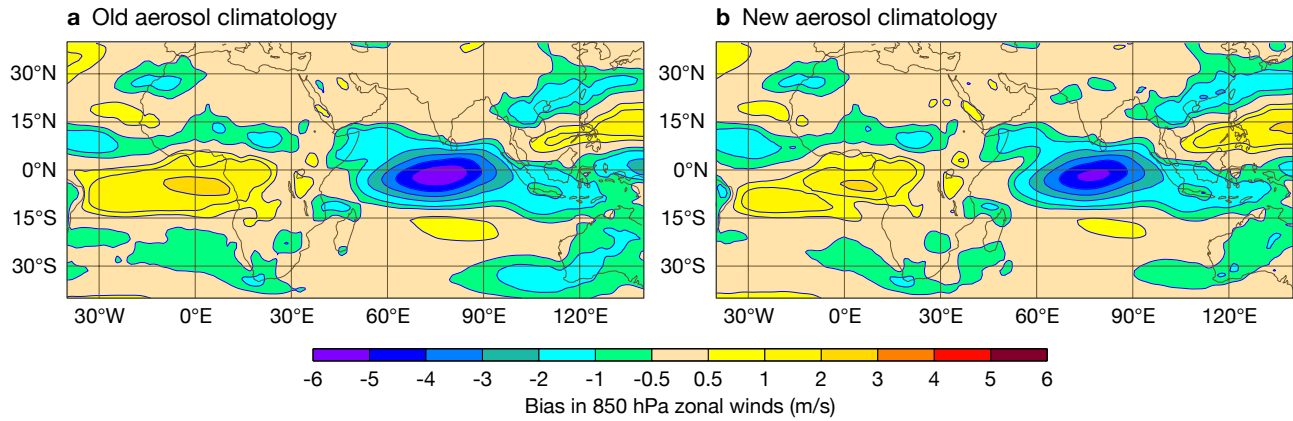 a Old aerosol climatology
30°N
15°N
0°N
15°S
30°S
30°W 0°E 30°E 60°E 90°E 120°E
b New aerosol climatology
30°N
15°N
0°N
15°S
30°S
30°W 0°E 30°E 60°E 90°E 120°E
-6 -5 -4 -3 -2 -1 -0.5 0.5 1 2 3 4 5 6
Bias in 850 hPa zonal winds (m/s)